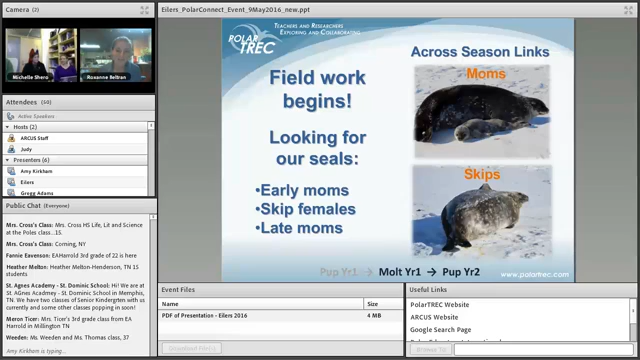 Camera (2)
Michelle Shero
Roxanne Beltran
Attendees (50)
Active Speakers
Hosts (2)
ARCUS Staff
Judy
Presenters (6)
Amy Kirkham
Eilers
Gregg Adams
Public Chat (Everyone)
Mrs. Cross's Class: Mrs. Cross HS Life, Lit and Science
at the Poles class...15.
Mrs. Cross's Class: Corning, NY
Fannie Eavenson: EAHarrold 3rd grade of 22 is here
Heather Melton: Heather Melton-Henderson, TN 15
students
St. Agnes Academy - St. Dominic School: Hi! We are at
St. Agnes Acadmey - St. Dominic School in Memphis,
TN. We have two classes of Senior Kindergrten with us
currently and some other classes popping in soon!
Meron Ticer: Mrs. Ticer's 3rd grade class from EA
Harrold in Millington TN
Weeden: Ms. Weeden and Ms. Thomas class, 37
Amy Kirkham is typing...
Eilers_PolarConnect_Event_9May2016_new.ppt
POLAR TREC
TEACHERS AND RESEARCHERS
EXPLORING AND COLLABORATING
Field work
begins!
Looking for
our seals:
•Early moms
•Skip females
•Late moms
Across Season Links
Moms
Skips
Pup Yr1 → Molt Yr1 → Pup Yr2
www.polartrec.com
Event Files
Name Size
PDF of Presentation - Eilers 2016 4 MB
Download File(s)
Useful Links
PolarTREC Website
ARCUS Website
Google Search Page
Browse To